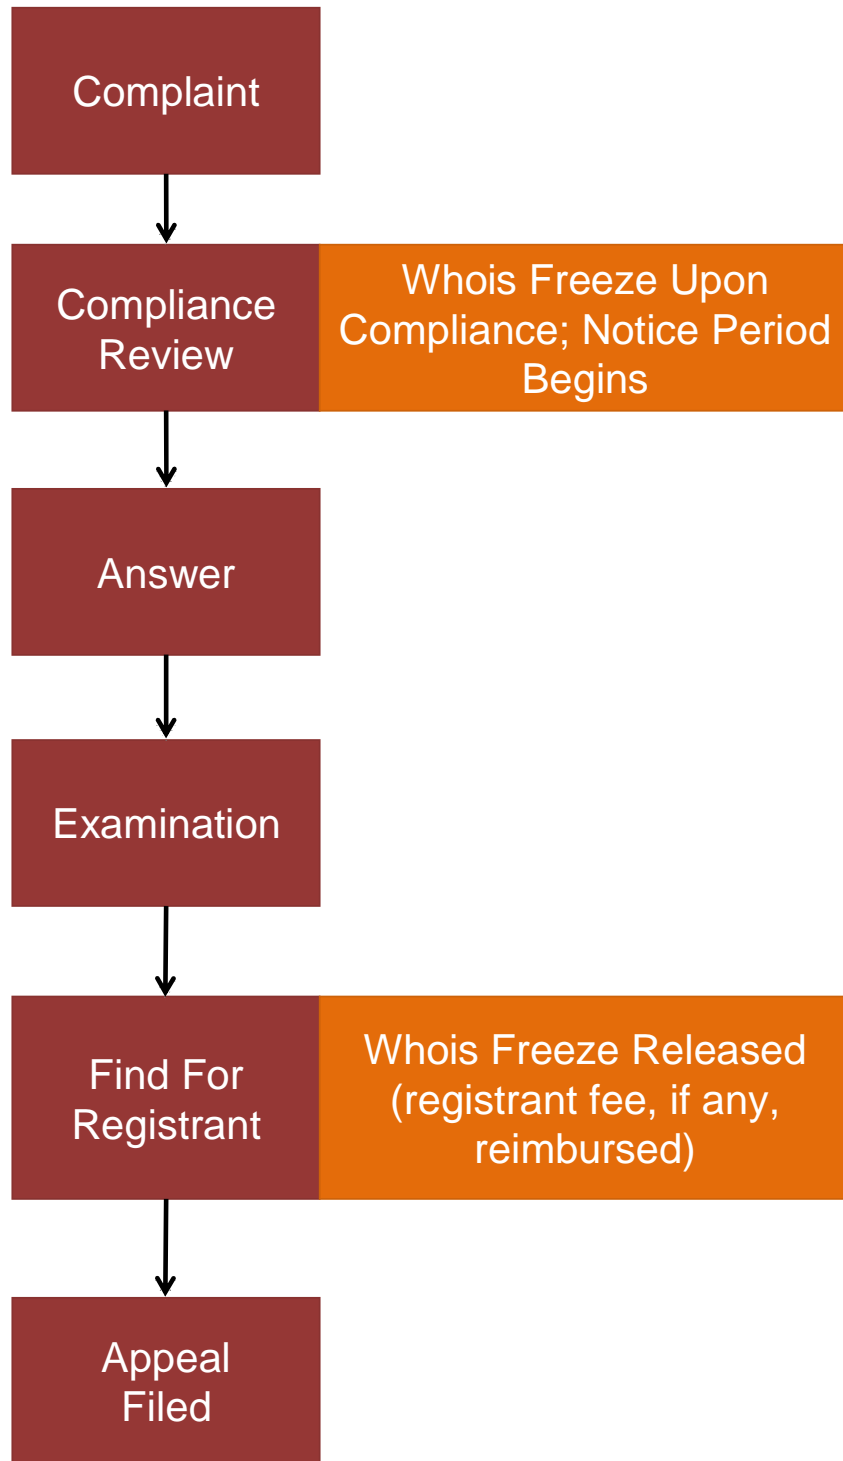 Complaint
Compliance
Review
Whois Freeze Upon
Compliance; Notice Period
Begins
Answer
Examination
Find For
Registrant
Whois Freeze Released
(registrant fee, if any,
reimbursed)
Appeal
Filed